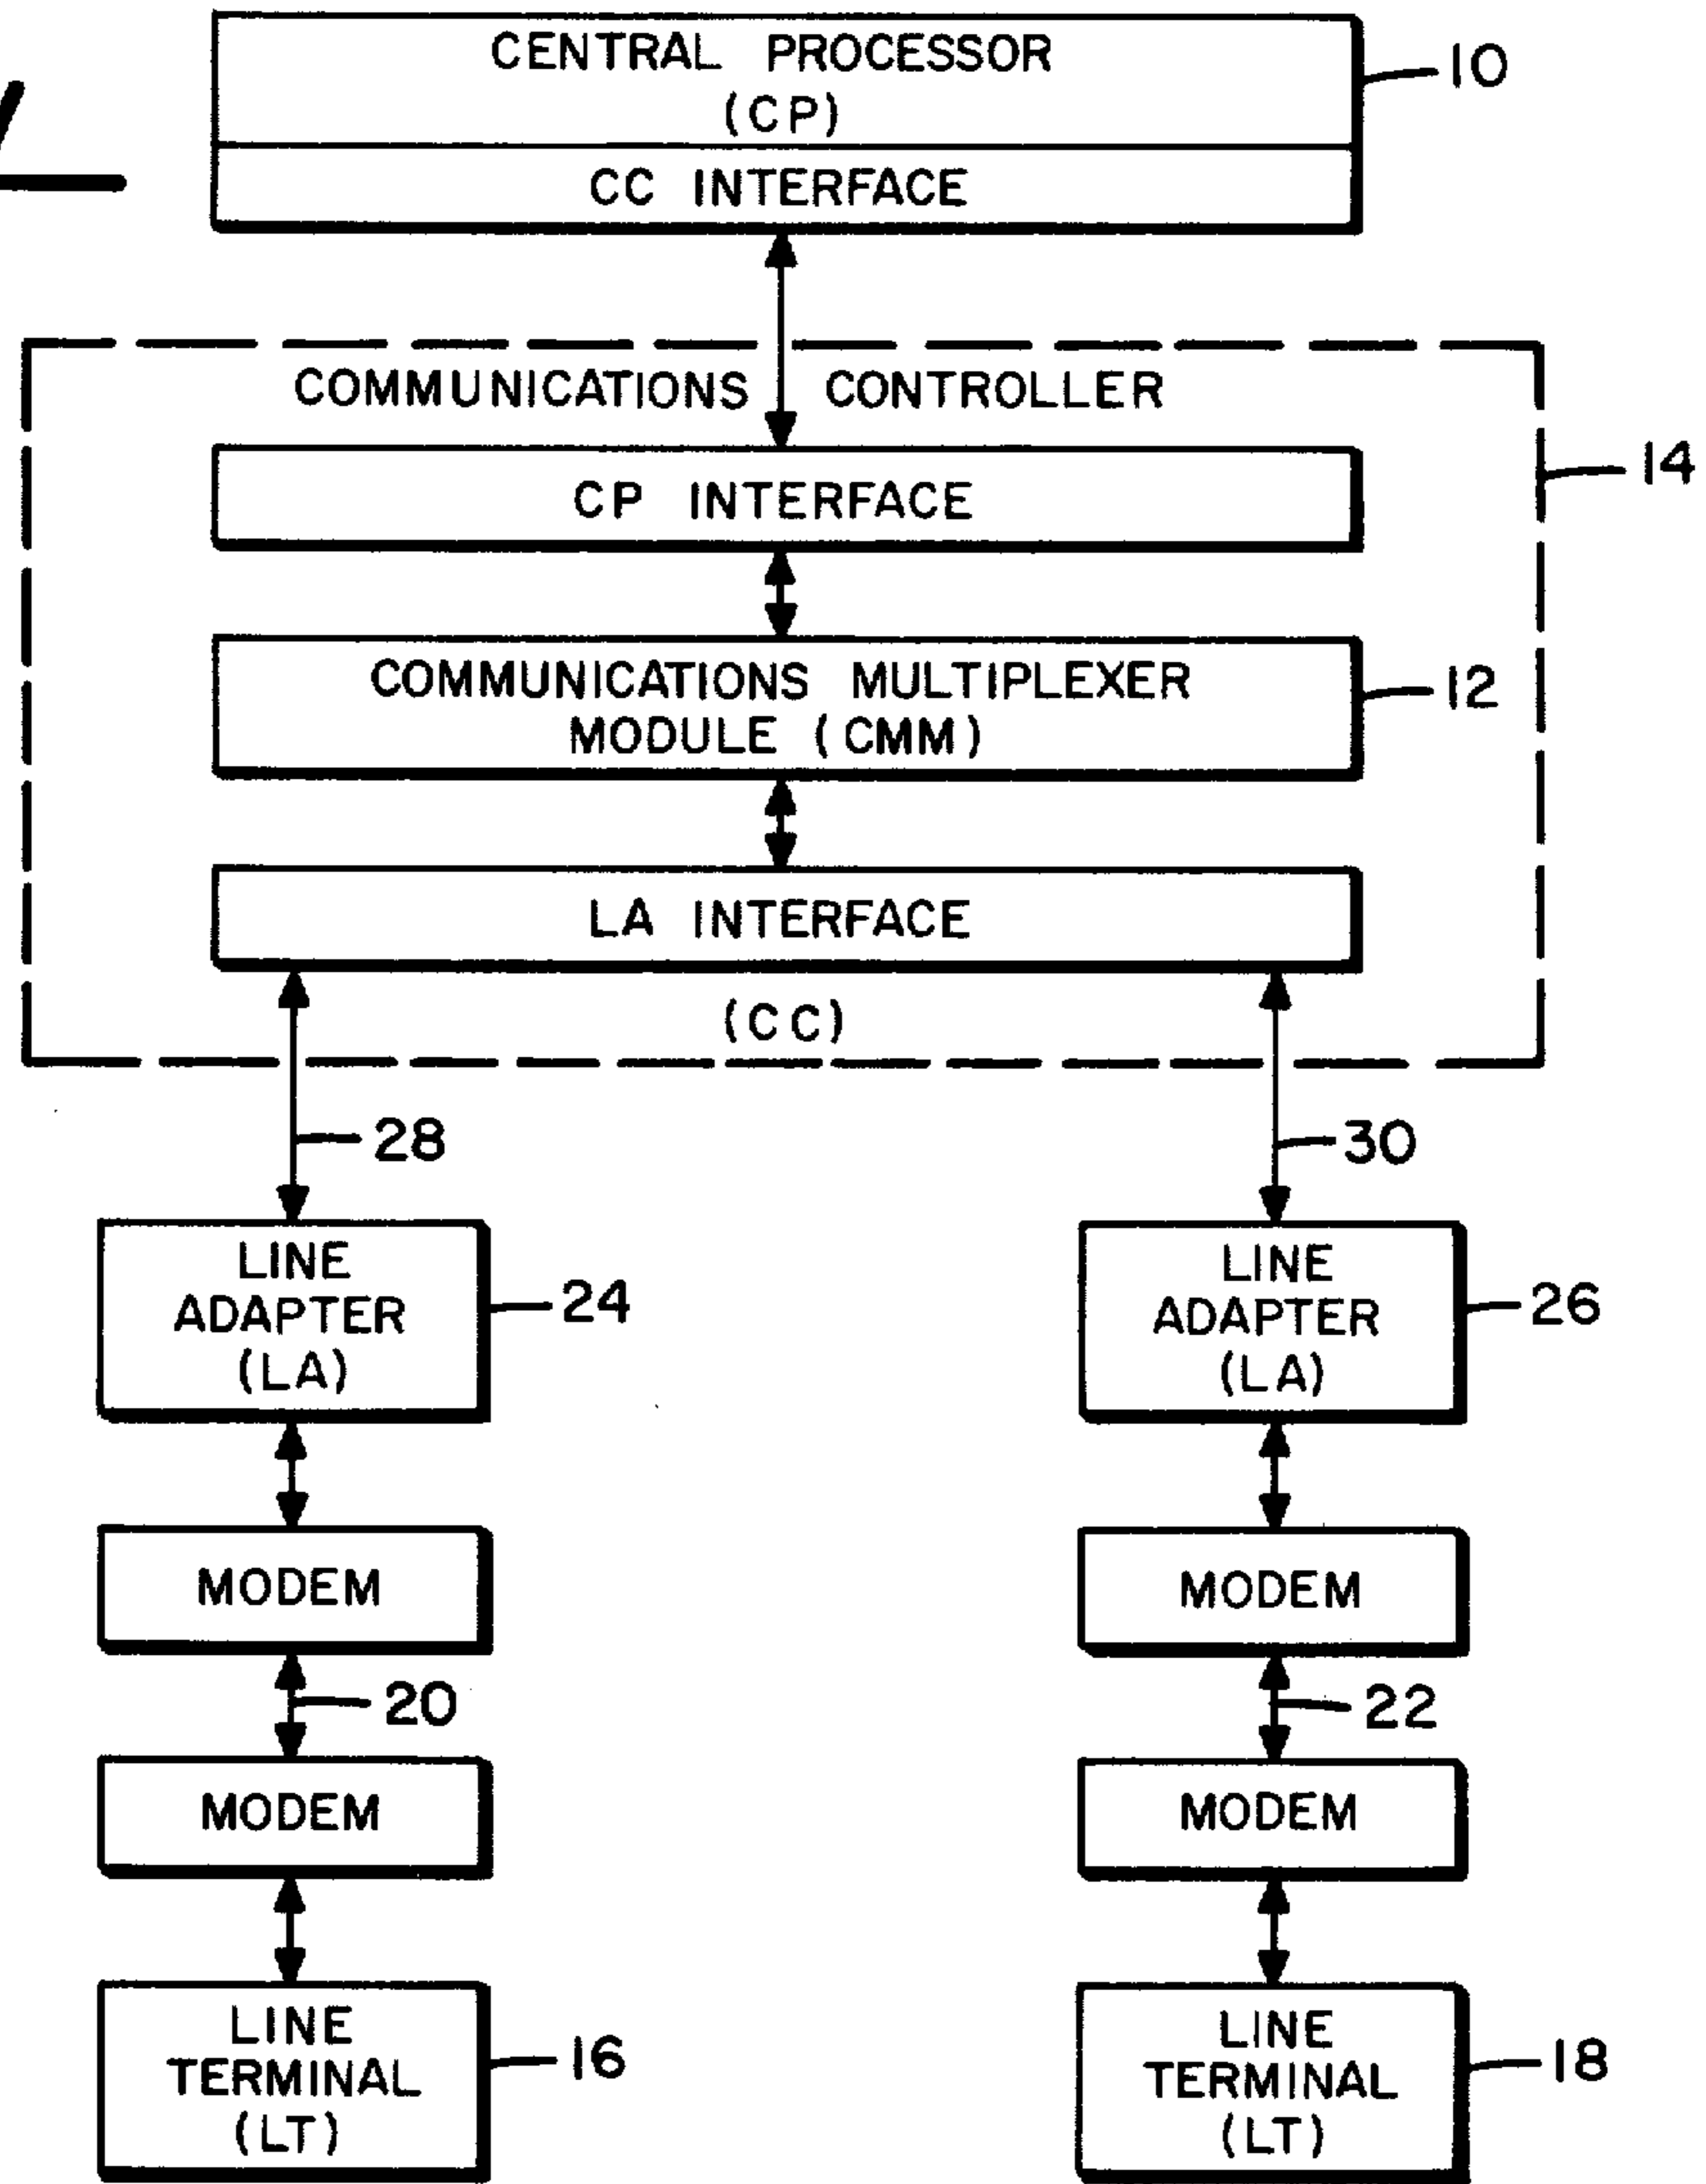 CENTRAL PROCESSOR
(CP)
10
CC INTERFACE
COMMUNICATIONS CONTROLLER
14
CP INTERFACE
COMMUNICATIONS MULTIPLEXER
MODULE (CMM)
12
LA INTERFACE
(CC)
28
30
LINE
ADAPTER
(LA)
24
LINE
ADAPTER
(LA)
26
MODEM
MODEM
20
22
MODEM
MODEM
LINE
TERMINAL
(LT)
16
LINE
TERMINAL
(LT)
18